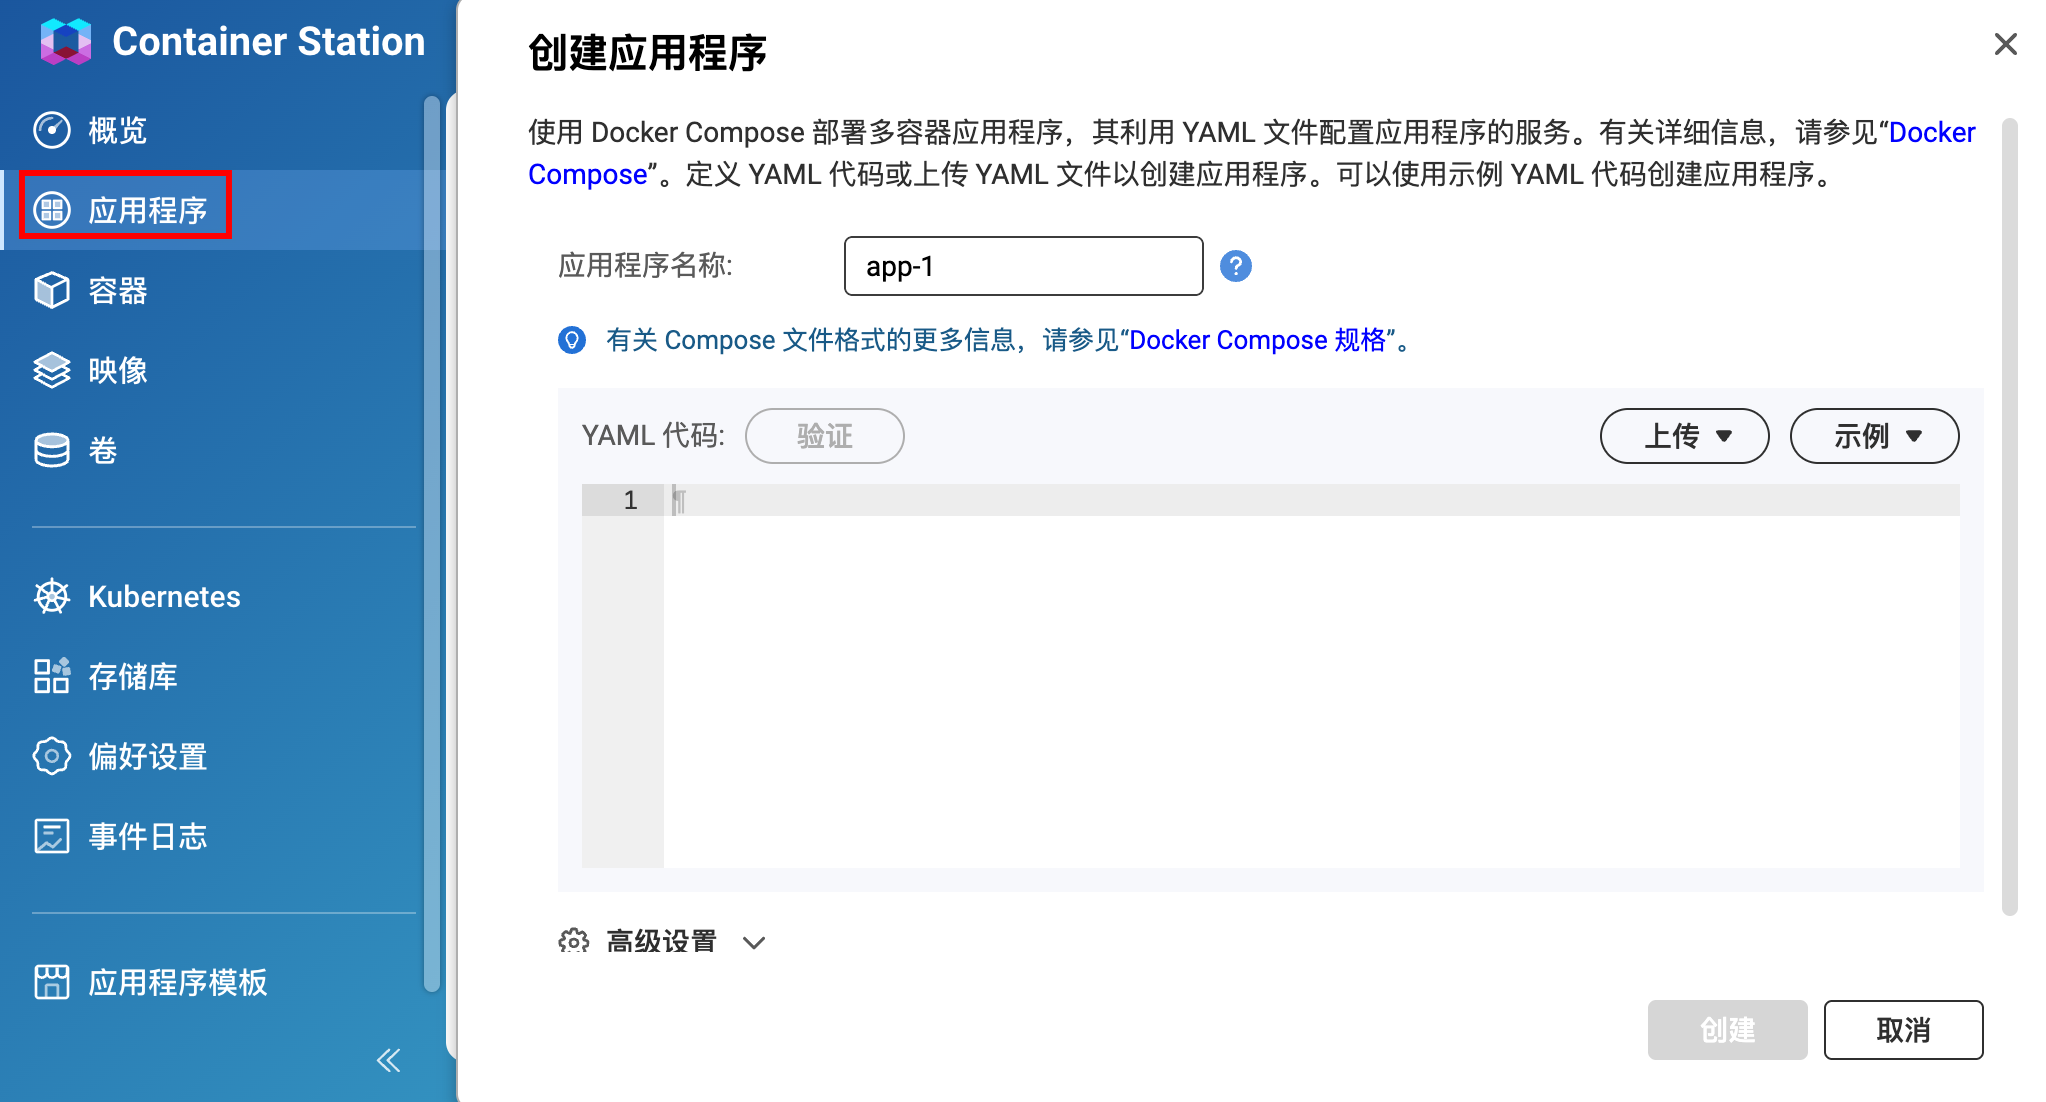 Container Station
概览
应用程序
容器
映像
卷
Kubernetes
存储库
偏好设置
事件日志
应用程序模板
创建应用程序
使用 Docker Compose 部署多容器应用程序，其利用 YAML 文件配置应用程序的服务。有关详细信息，请参见“Docker
Compose”。定义 YAML 代码或上传 YAML 文件以创建应用程序。可以使用示例 YAML 代码创建应用程序。
应用程序名称:
app-1
?
有关 Compose 文件格式的更多信息，请参见“Docker Compose 规格”。
YAML 代码:
验证
上传
示例
1
¶
高级设置
创建
取消